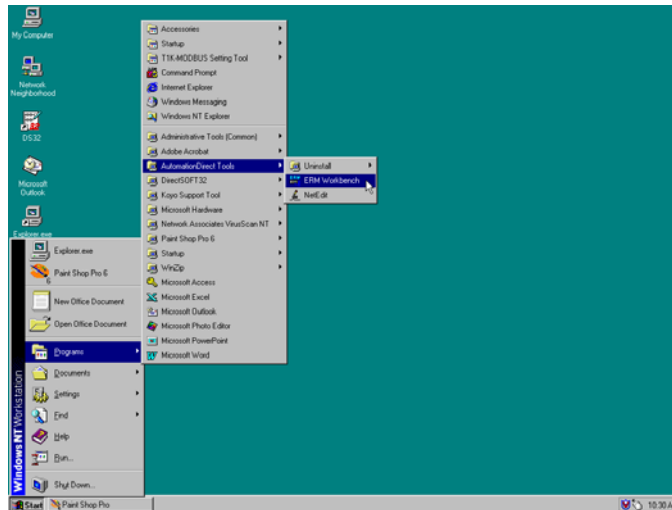 My Computer
Network
Neighborhood
DS32
Microsoft
Outlook
Explorer.exe
Accessories
Startup
T1K-MODBUS Setting Tool
Command Prompt
Internet Explorer
Windows Messaging
Windows NT Explorer
Administrative Tools (Common)
Adobe Acrobat
AutomationDirect Tools
DirectSOFT32
Koyo Support Tool
Microsoft Hardware
Network Associates VirusScan NT
Paint Shop Pro 6
Startup
WinZip
Microsoft Access
Microsoft Excel
Microsoft Outlook
Microsoft Photo Editor
Microsoft PowerPoint
Microsoft Word
Uninstall
ERM Workbench
NetEdit
Explorer.exe
Paint Shop Pro 6
New Office Document
Open Office Document
Programs
Documents
Settings
Find
Help
Run...
Shut Down...
Windows NT Workstation
Start
Paint Shop Pro
10:30 A